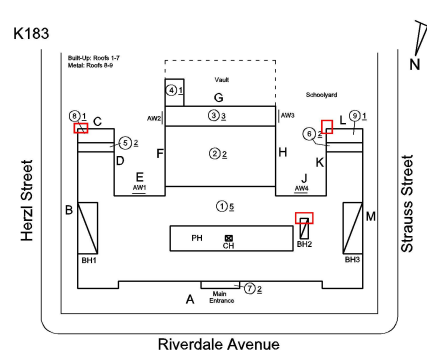 K183
Built-Up: Roofs 1-7
Metal: Roofs 8-9
N
Vault
Schoolyard
4 1
G
8 1
C
L
9 1
AW2
3 3
AW3
6 2
5 2
D
F
2 2
H
K
E
J
AW1
AW4
Herzl Street
Strauss Street
B
1 5
M
PH
CH
BH1
BH2
BH3
7 2
A
Main
Entrance
Riverdale Avenue